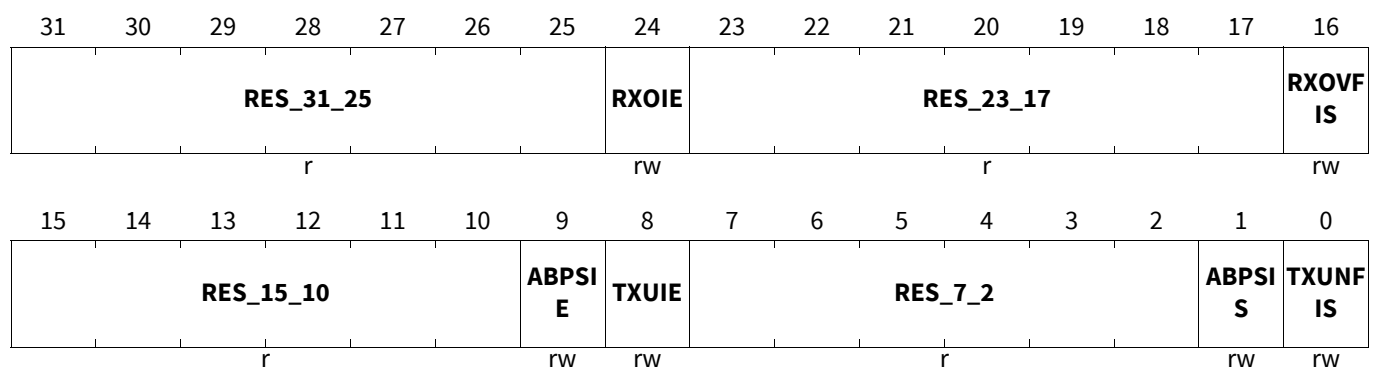 31 30 29 28 27 26 25 24 23 22 21 20 19 18 17 16
RES_31_25 RXOIE RES_23_17 RXOVF
IS
r rw r rw
15 14 13 12 11 10 9 8 7 6 5 4 3 2 1 0
RES_15_10 ABPSI TXUIE RES_7_2 ABPSI TXUNF
E S IS
r rw rw r rw rw